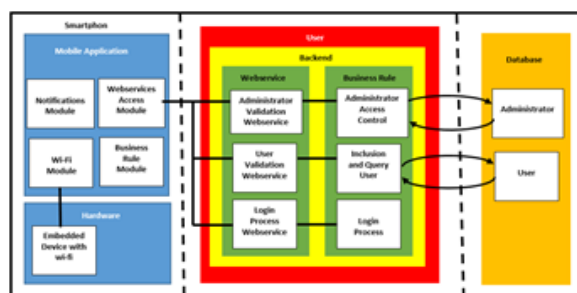 Smartphon
Mobile Application
Notifications
Module
Webservices
Access
Module
Wi-Fi
Module
Business
Rule
Module
Hardware
Embedded
Device with
wi-fi
User
Backend
Webservice
Administrator
Validation
Webservice
User
Validation
Webservice
Login
Process
Webservice
Business Rule
Administrator
Access
Control
Inclusion
and Query
User
Login
Process
Database
Administrator
User